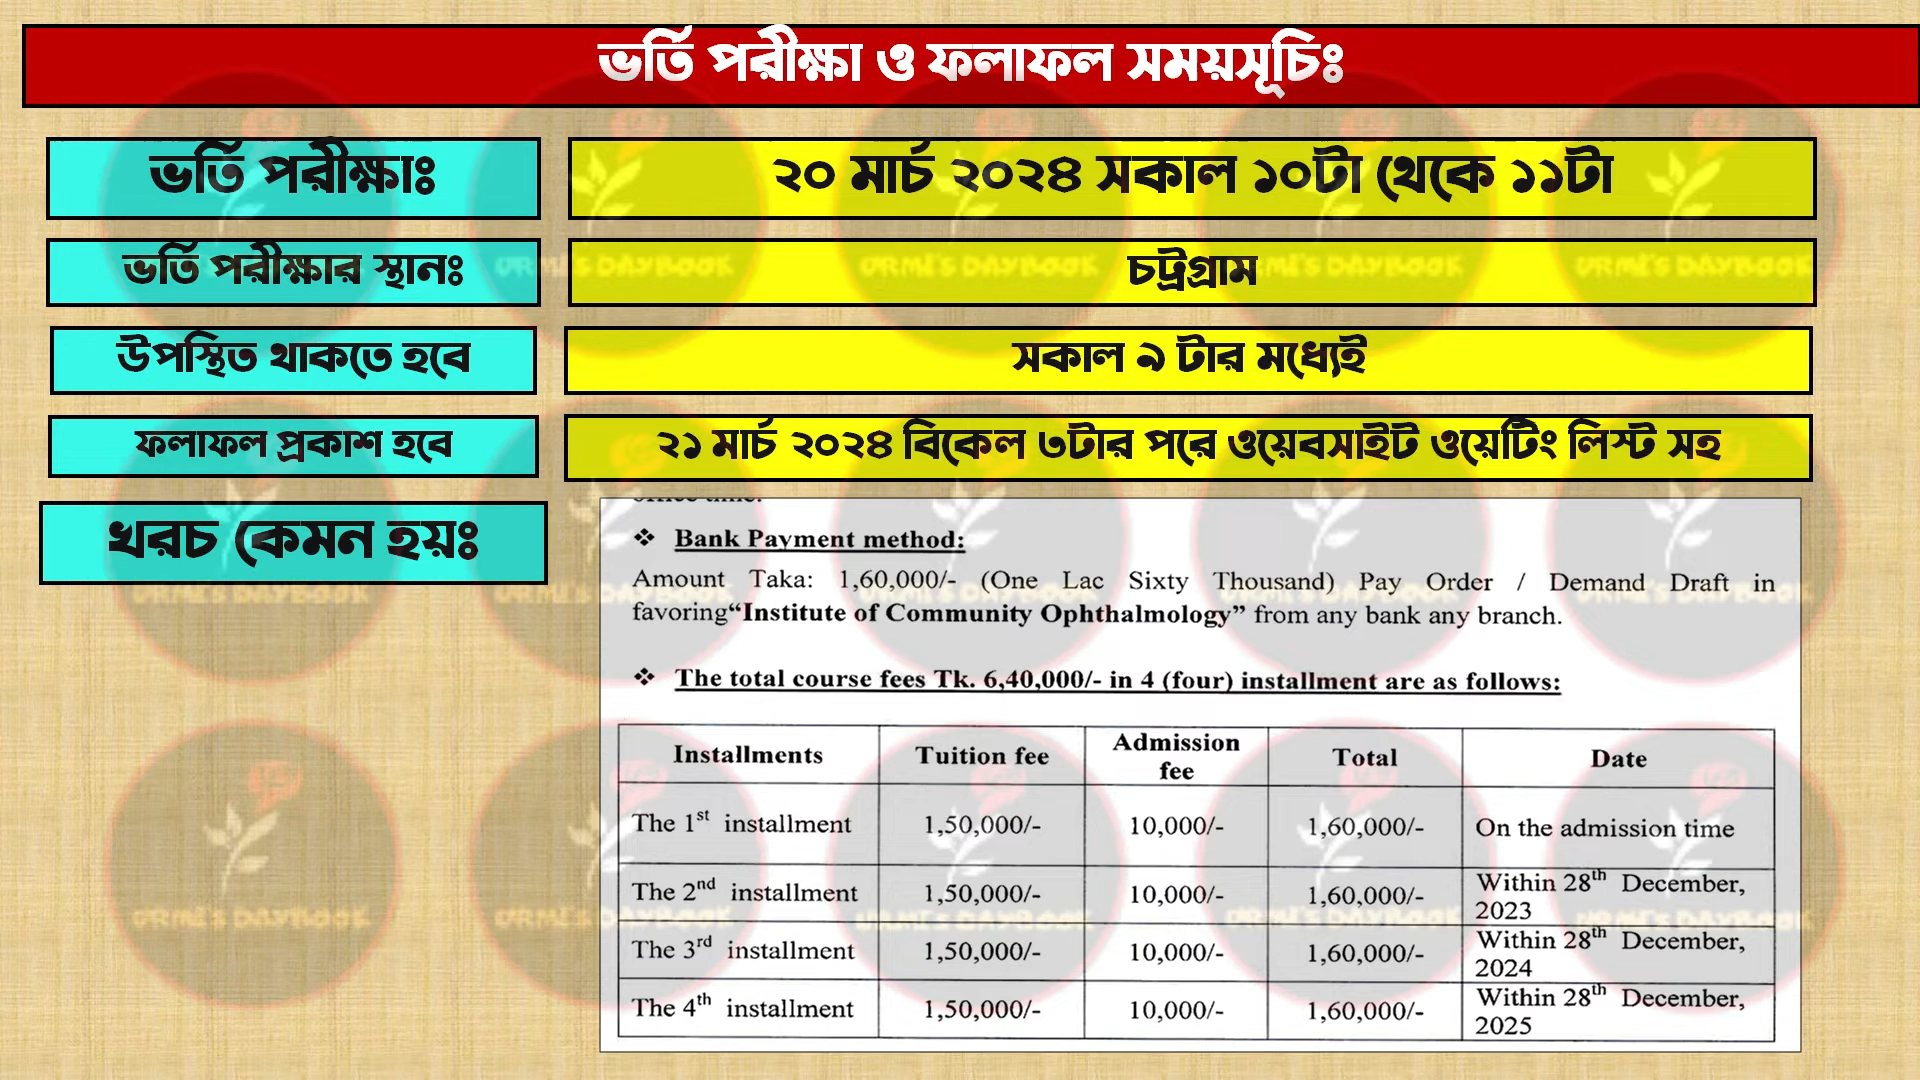 ভর্তি পরীক্ষা ও ফলাফল সময়সূচিঃ
ভর্তি পরীক্ষাঃ
২০ মার্চ ২০২৪ সকাল ১০টা থেকে ১১টা
ভর্তি পরীক্ষার স্থানঃ
চট্রগ্রাম
উপস্থিত থাকতে হবে
সকাল ৯ টার মধ্যেই
ফলাফল প্রকাশ হবে
২১ মার্চ ২০২৪ বিকেল ৩টার পরে ওয়েবসাইট ওয়েটিং লিস্ট সহ
খরচ কেমন হয়ঃ
❖ Bank Payment method:
Amount Taka: 1,60,000/- (One Lac Sixty Thousand) Pay Order / Demand Draft in
favoring“Institute of Community Ophthalmology” from any bank any branch.
❖ The total course fees Tk. 6,40,000/- in 4 (four) installment are as follows:
Installments Tuition fee Admission fee Total Date
The 1st installment 1,50,000/- 10,000/- 1,60,000/- On the admission time
The 2nd installment 1,50,000/- 10,000/- 1,60,000/- Within 28th December, 2023
The 3rd installment 1,50,000/- 10,000/- 1,60,000/- Within 28th December, 2024
The 4th installment 1,50,000/- 10,000/- 1,60,000/- Within 28th December, 2025
URMI'S DAYBOOK